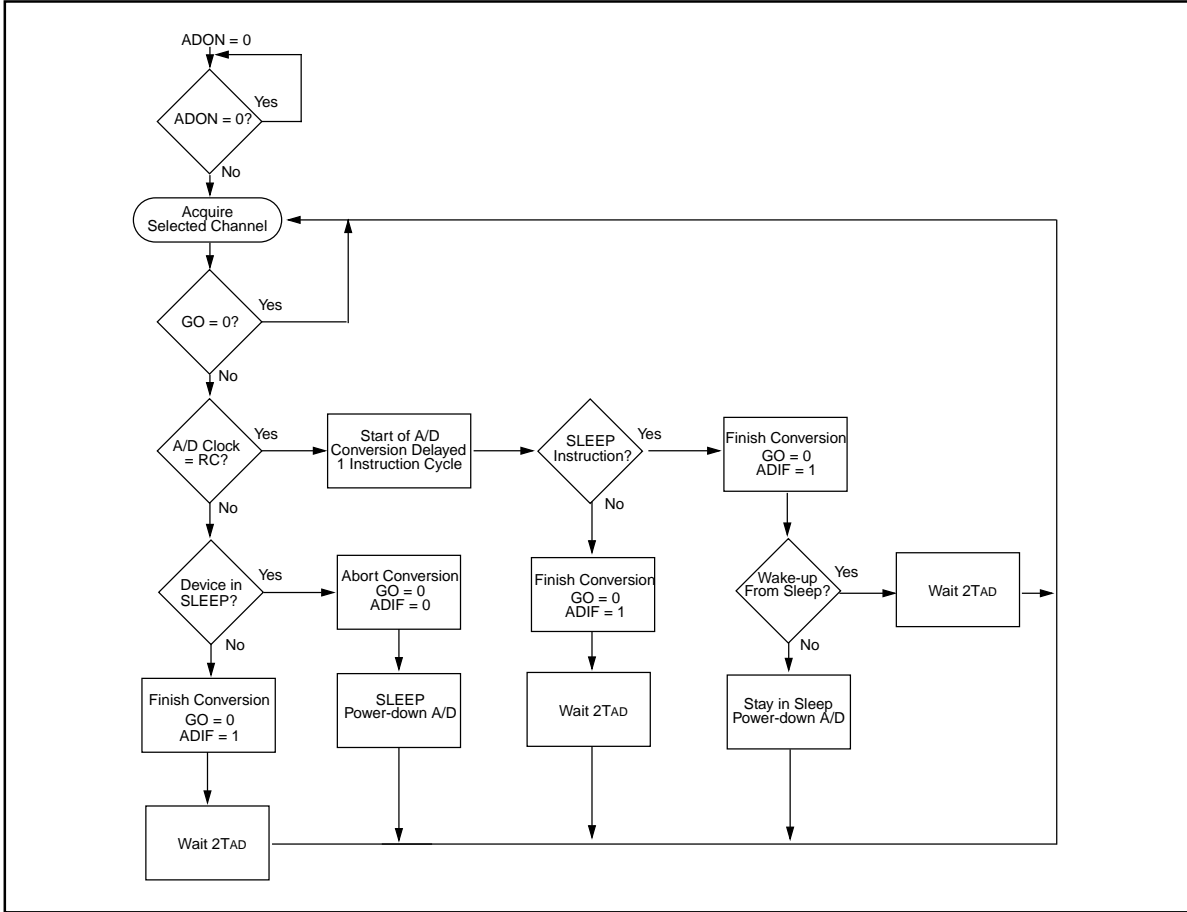 ADON = 0
Yes
ADON = 0?
No
Acquire
Selected Channel
Yes
GO = 0?
No
A/D Clock
= RC?
Yes
Start of A/D
Conversion Delayed
1 Instruction Cycle
SLEEP
Instruction?
Yes
Finish Conversion
GO = 0
ADIF = 1
No
No
Device in
SLEEP?
Yes
Abort Conversion
GO = 0
ADIF = 0
Finish Conversion
GO = 0
ADIF = 1
Wake-up
From Sleep?
Yes
Wait 2TAD
No
No
Finish Conversion
GO = 0
ADIF = 1
SLEEP
Power-down A/D
Wait 2TAD
Stay in Sleep
Power-down A/D
Wait 2TAD